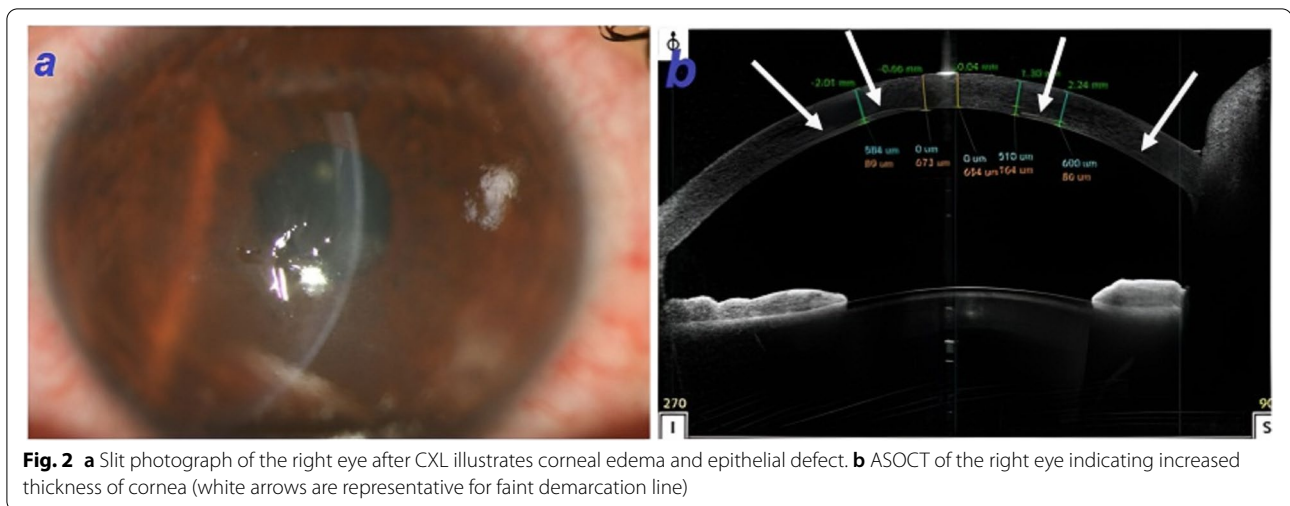 a
b
-2.01 mm
-0.66 mm
0.04 mm
1.30 mm
2.24 mm
584 um
89 um
0 um
673 um
0 um
654 um
510 um
164 um
600 um
86 um
270
I
S
Fig. 2 a Slit photograph of the right eye after CXL illustrates corneal edema and epithelial defect. b ASOCT of the right eye indicating increased
thickness of cornea (white arrows are representative for faint demarcation line)